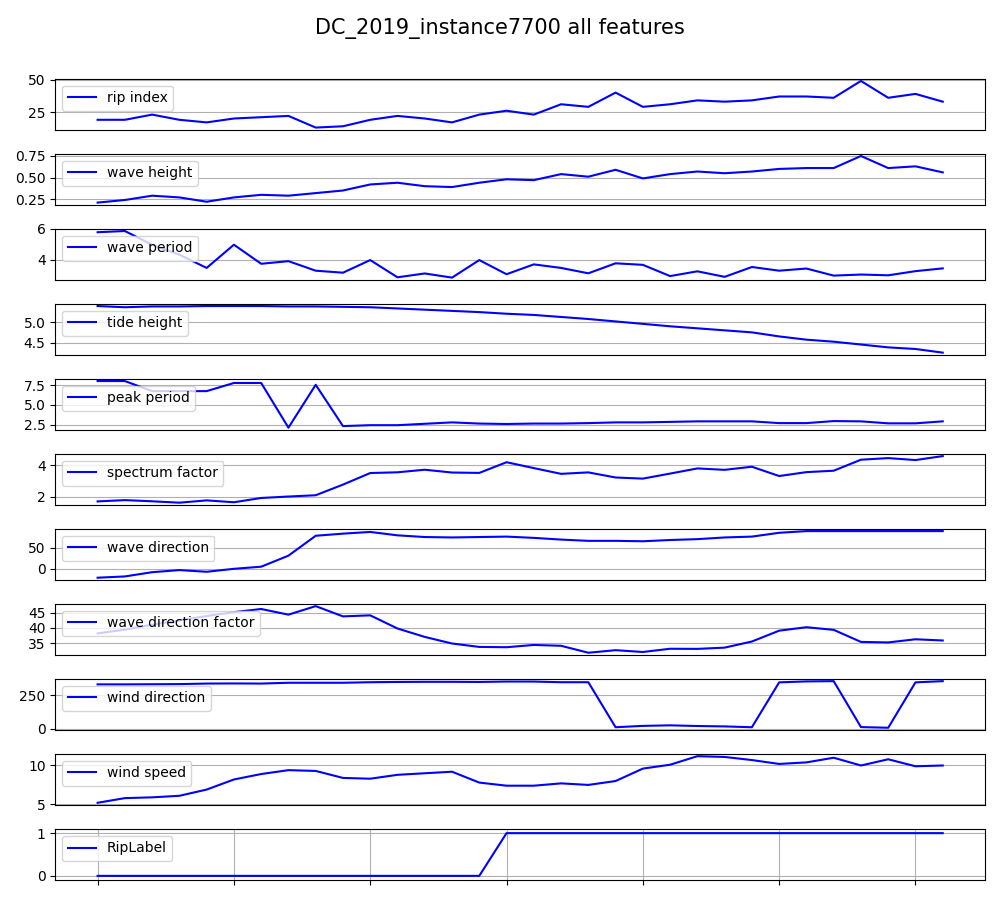 DC_2019_instance7700 all features
50
25
rip index
0.75
0.50
0.25
wave height
6
4
wave period
5.0
4.5
tide height
7.5
5.0
2.5
peak period
4
2
spectrum factor
50
0
wave direction
45
40
35
wave direction factor
250
0
wind direction
10
5
wind speed
1
0
RipLabel